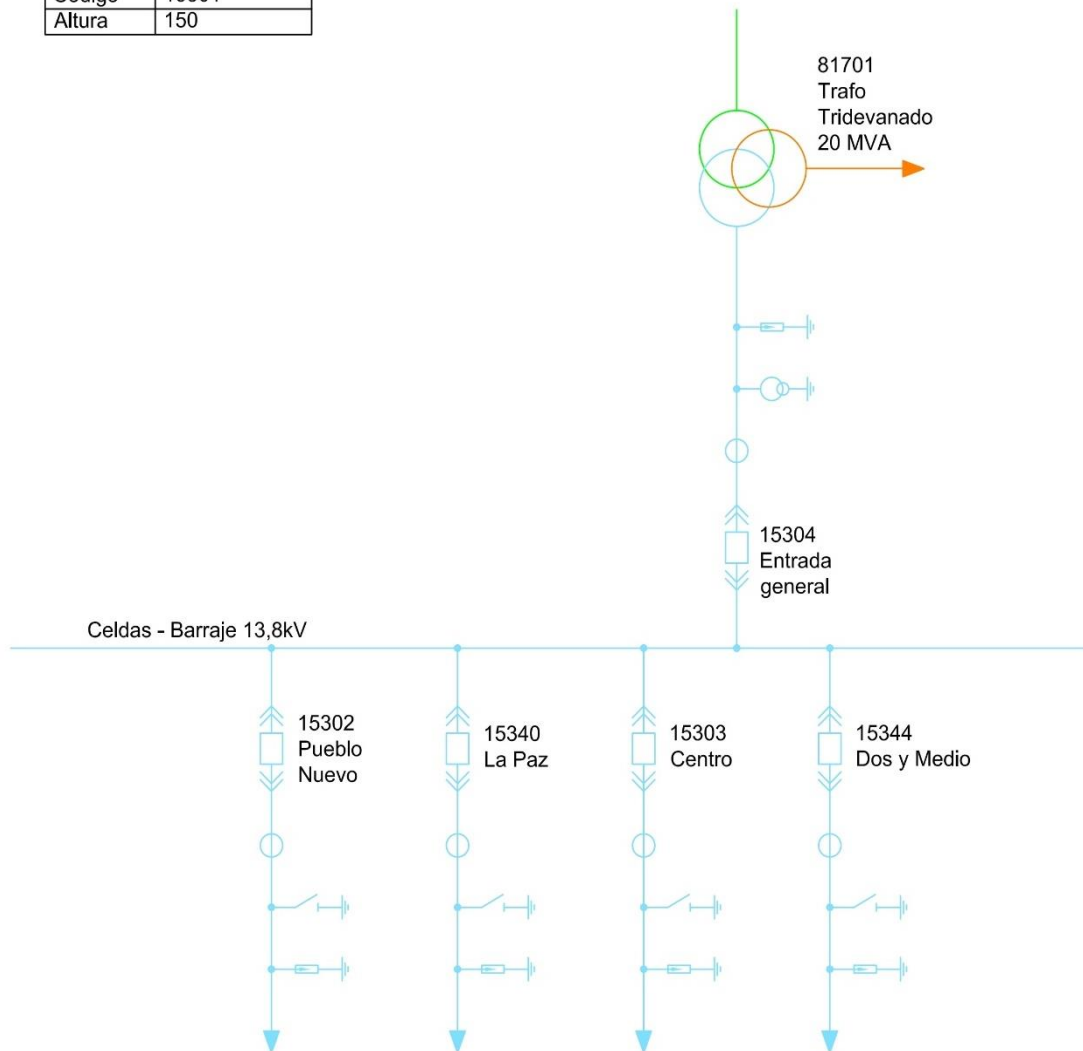 Altura 150
81701
Trafo
Tridevanado
20 MVA
15304
Entrada
general
Celdas - Barraje 13,8kV
15302
Pueblo
Nuevo
15340
La Paz
15303
Centro
15344
Dos y Medio